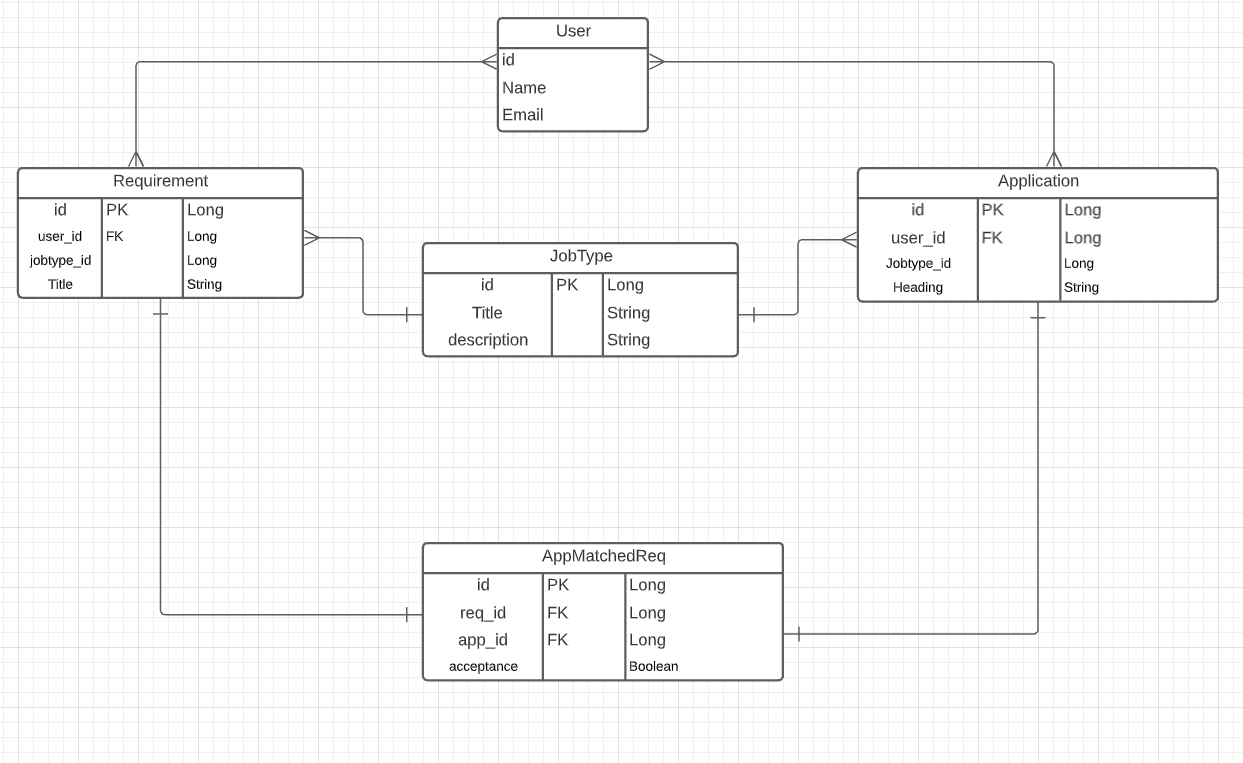 User
id
Name
Email
Requirement
id PK Long
user_id FK Long
jobtype_id Long
Title String
JobType
id PK Long
Title String
description String
Application
id PK Long
user_id FK Long
Jobtype_id Long
Heading String
AppMatchedReq
id PK Long
req_id FK Long
app_id FK Long
acceptance Boolean